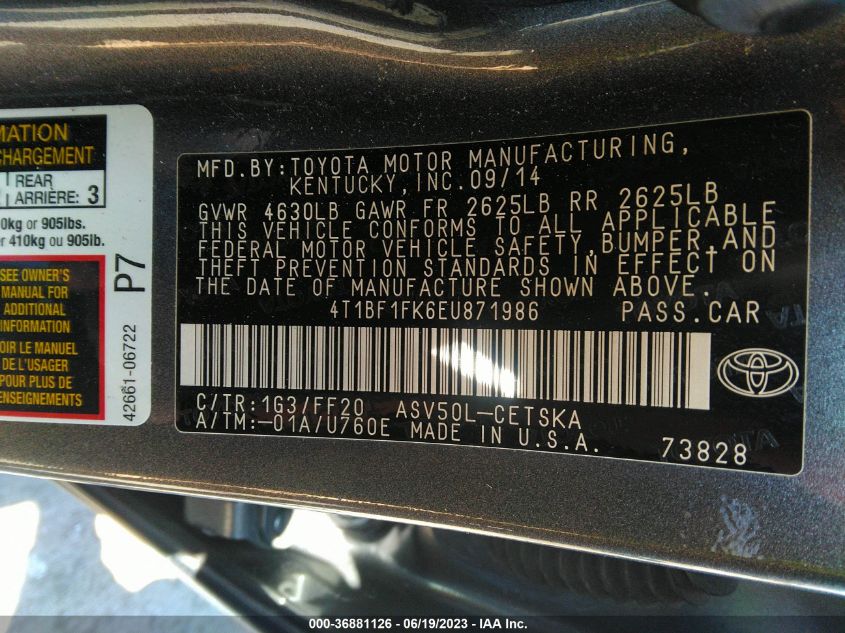 MATION
CHARGEMENT
REAR
ARRIÈRE: 3
0kg or 905lbs.
er 410kg ou 905lb.
SEE OWNER'S
MANUAL FOR
ADDITIONAL
INFORMATION
OIR LE MANUEL
DE L'USAGER
POUR PLUS DE
P7
42661-06722
MFD.BY:TOYOTA MOTOR MANUFACTURING,
KENTUCKY,INC.09/14
GVWR 4630LB GAWR FR 2625LB RR 2625LB
THIS VEHICLE CONFORMS TO ALL APPLICABLE
FEDERAL MOTOR VEHICLE SAFETY,BUMPER,AND
THEFT PREVENTION STANDARDS IN EFFECT ON
THE DATE OF MANUFACTURE SHOWN ABOVE.
4T1BF1FK6EU871986 PASS.CAR
C/TR:1G3/FF20 ASV50L-CETSKA
A/TM:-01A/U760E MADE IN U.S.A. 73828
000-36881126 - 06/19/2023 - IAA Inc.